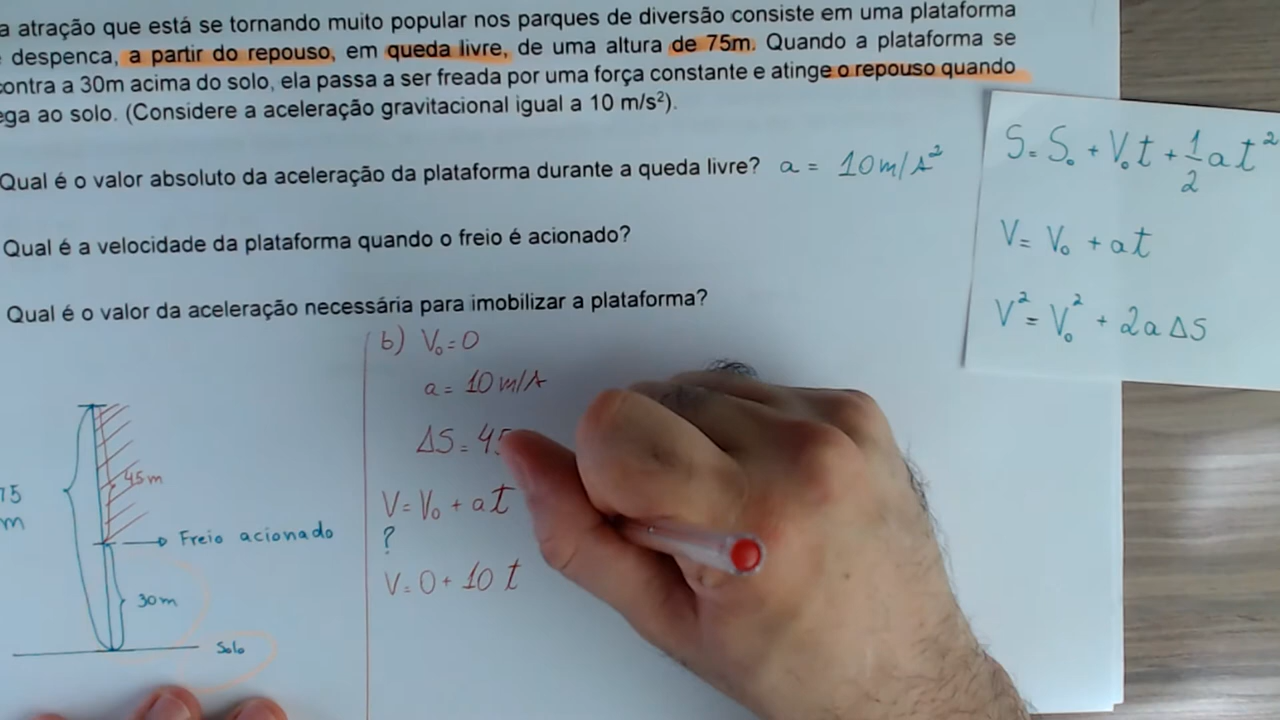 a atração que está se tornando muito popular nos parques de diversão consiste em uma plataforma
despenca, a partir do repouso, em queda livre, de uma altura de 75m. Quando a plataforma se
contra a 30m acima do solo, ela passa a ser freada por uma força constante e atinge o repouso quando
ega ao solo. (Considere a aceleração gravitacional igual a 10 m/s²).
Qual é o valor absoluto da aceleração da plataforma durante a queda livre? a = 10m/s²
Qual é a velocidade da plataforma quando o freio é acionado?
Qual é o valor da aceleração necessária para imobilizar a plataforma?
S = S₀ + V₀t + 1/2 at²
V = V₀ + at
V² = V₀² + 2aΔS
b) V₀ = 0
a = 10 m/s
ΔS = 45
V = V₀ + at
?
V = 0 + 10 t
75
m
45m
Freio acionado
30m
Solo